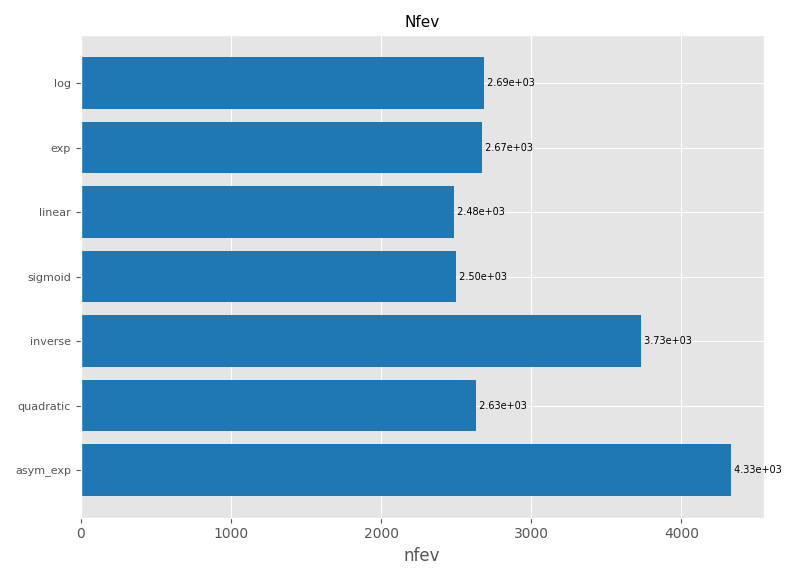 Nfev
log 2.69e+03
exp 2.67e+03
linear 2.48e+03
sigmoid 2.50e+03
inverse 3.73e+03
quadratic 2.63e+03
asym_exp 4.33e+03
0 1000 2000 3000 4000
nfev